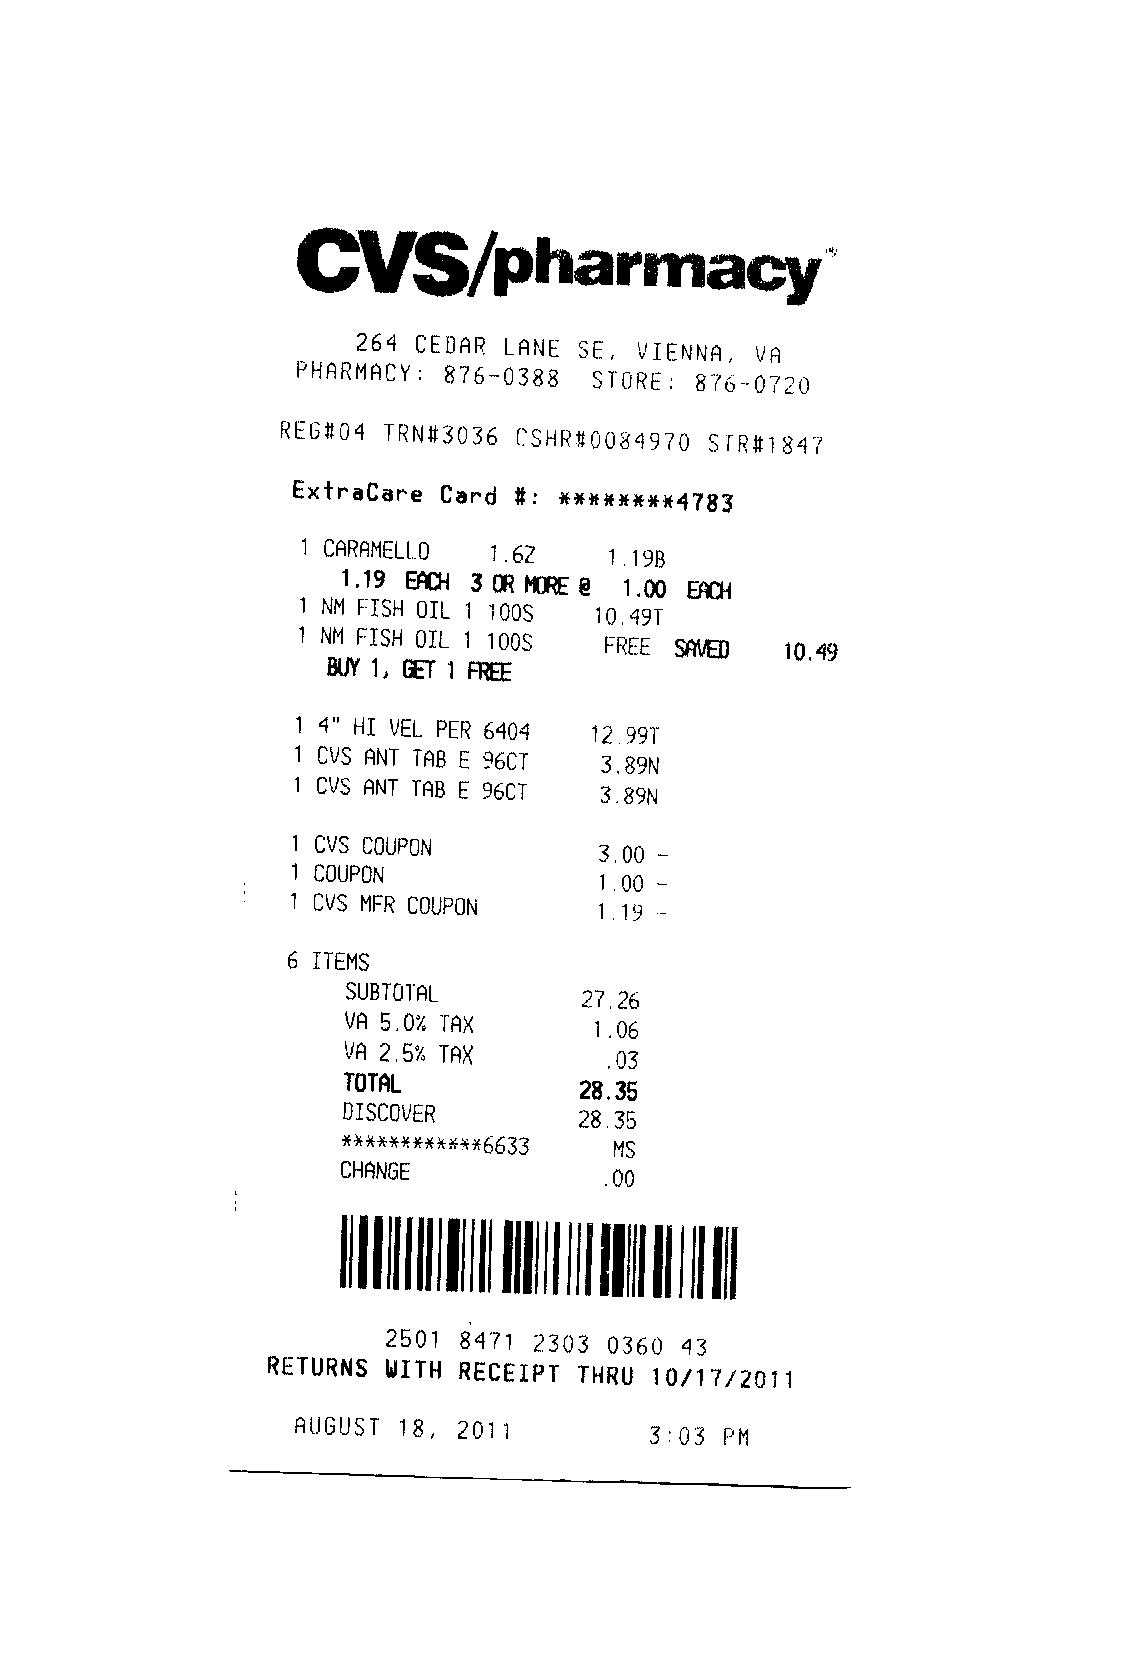 CVS/pharmacy™
264 CEDAR LANE SE, VIENNA, VA
PHARMACY: 876-0388 STORE: 876-0720
REG#04 TRN#3036 CSHR#0084970 STR#1847
ExtraCare Card #: ********4783
1 CARAMELLO 1.6Z 1.19B
1.19 EACH 3 OR MORE @ 1.00 EACH
1 NM FISH OIL 1 100S 10.49T
1 NM FISH OIL 1 100S FREE SAVED 10.49
BUY 1, GET 1 FREE
1 4" HI VEL PER 6404 12.99T
1 CVS ANT TAB E 96CT 3.89N
1 CVS ANT TAB E 96CT 3.89N
1 CVS COUPON 3.00 -
1 COUPON 1.00 -
1 CVS MFR COUPON 1.19 -
6 ITEMS
SUBTOTAL 27.26
VA 5.0% TAX 1.06
VA 2.5% TAX .03
TOTAL 28.35
DISCOVER 28.35
************6633 MS
CHANGE .00
2501 8471 2303 0360 43
RETURNS WITH RECEIPT THRU 10/17/2011
AUGUST 18, 2011 3:03 PM